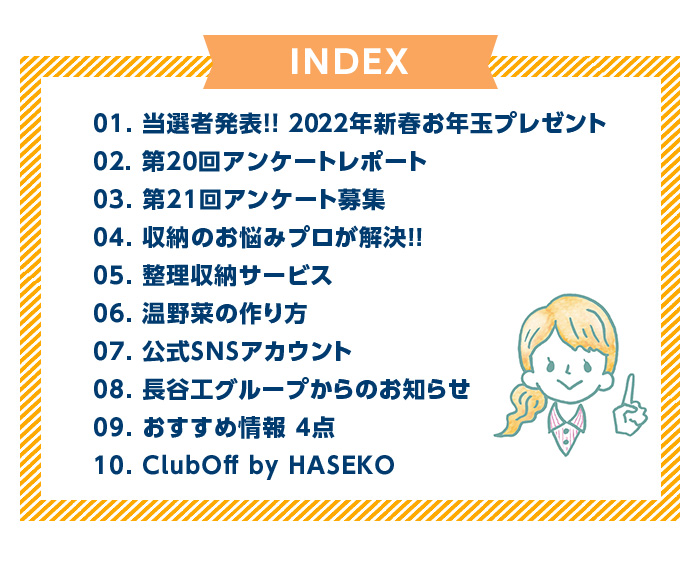 INDEX
01. 当選者発表!! 2022年新春お年玉プレゼント
02. 第20回アンケートレポート
03. 第21回アンケート募集
04. 収納のお悩みプロが解決!!
05. 整理収納サービス
06. 温野菜の作り方
07. 公式SNSアカウント
08. 長谷工グループからのお知らせ
09. おすすめ情報 4点
10. ClubOff by HASEKO